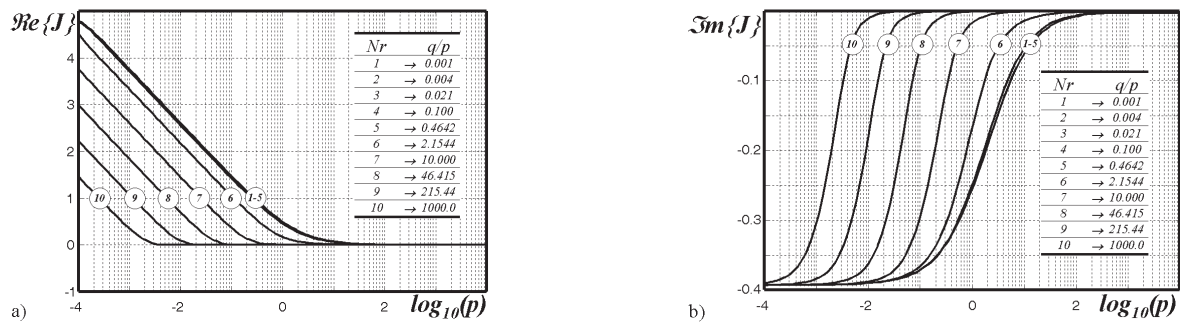 ℜe{J}
4
3
2
1
0
-1
-4
-2
0
2
log10(p)
Nr q/p
1 → 0.001
2 → 0.004
3 → 0.021
4 → 0.100
5 → 0.4642
6 → 2.1544
7 → 10.000
8 → 46.415
9 → 215.44
10 → 1000.0
10 9 8 7 6 1-5
a)
ℑm{J}
-0.1
-0.2
-0.3
-0.4
-4
-2
0
2
log10(p)
10 9 8 7 6 1-5
Nr q/p
1 → 0.001
2 → 0.004
3 → 0.021
4 → 0.100
5 → 0.4642
6 → 2.1544
7 → 10.000
8 → 46.415
9 → 215.44
10 → 1000.0
b)